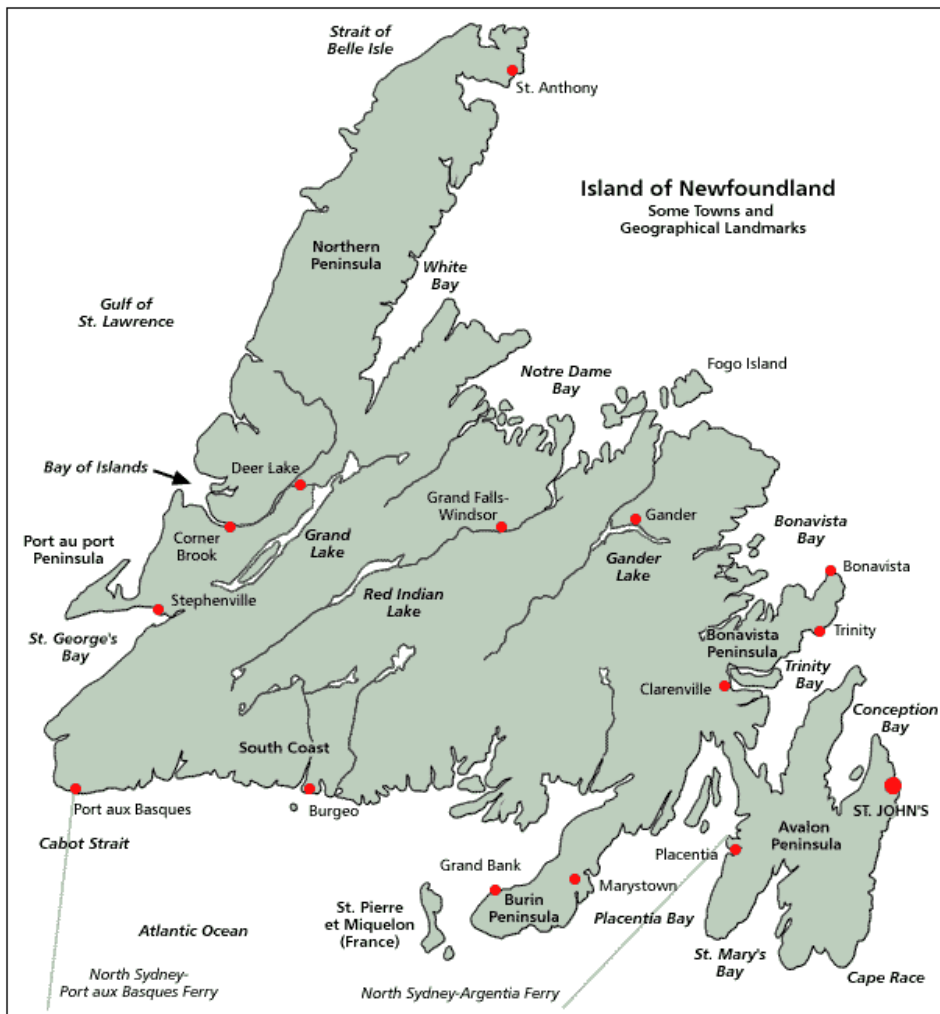 Strait of
Belle Isle
St. Anthony
Island of Newfoundland
Some Towns and
Geographical Landmarks
Northern
Peninsula
White
Bay
Gulf of
St. Lawrence
Fogo Island
Notre Dame
Bay
Bay of Islands
Deer Lake
Grand Falls-
Windsor
Gander
Corner
Brook
Grand
Lake
Bonavista
Bay
Port au port
Peninsula
Gander
Lake
Bonavista
Red Indian
Lake
Stephenville
St. George's
Bay
Bonavista
Peninsula
Trinity
Trinity
Bay
Clarenville
Conception
Bay
South Coast
Port aux Basques
Burgeo
ST. JOHN'S
Cabot Strait
Avalon
Peninsula
Placentia
Grand Bank
Marystown
Burin
Peninsula
St. Pierre
et Miquelon
(France)
Placentia Bay
Atlantic Ocean
St. Mary's
Bay
Cape Race
North Sydney-
Port aux Basques Ferry
North Sydney-Argentia Ferry